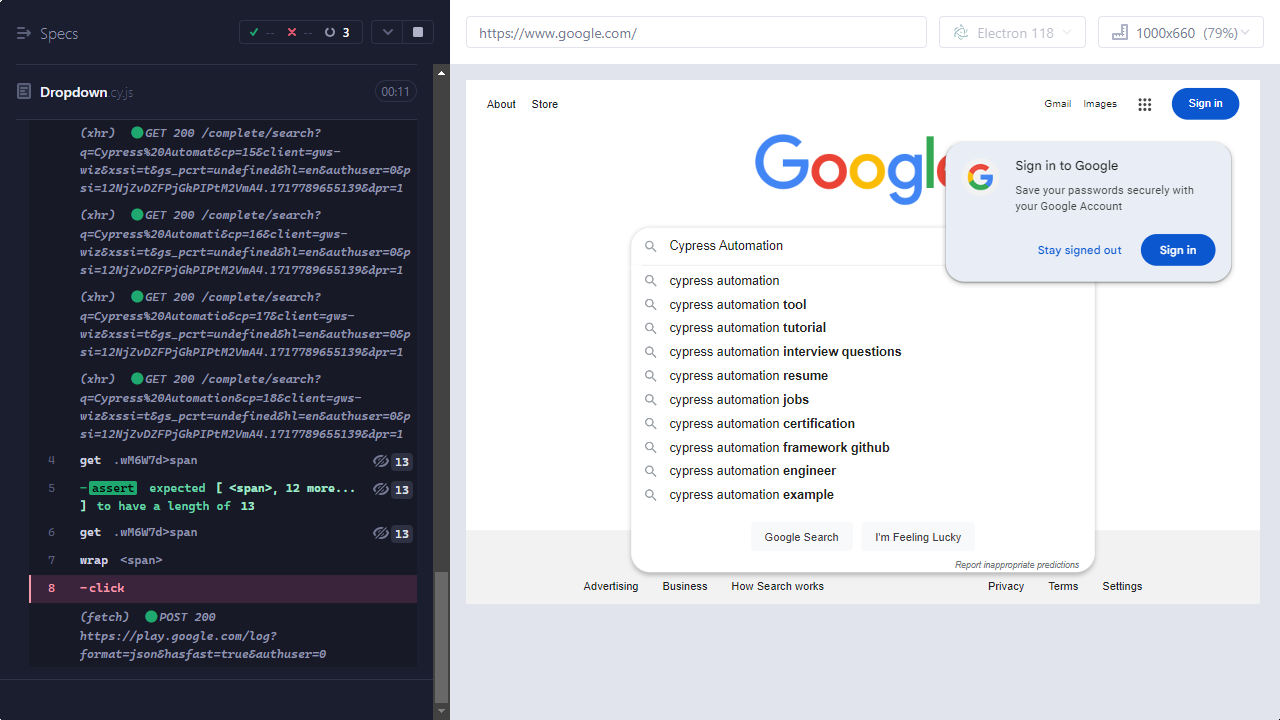 Specs
-- -- 3
Dropdown.cy.js 00:11
(xhr) GET 200 /complete/search?
q=Cypress%20Automat&cp=15&client=gws-
wiz&xssi=t&gs_pcrt=undefined&hl=en&authuser=0&p
si=12NjZvDZFPjGkPIPtM2VmA4.1717789655139&dpr=1
(xhr) GET 200 /complete/search?
q=Cypress%20Automati&cp=16&client=gws-
wiz&xssi=t&gs_pcrt=undefined&hl=en&authuser=0&p
si=12NjZvDZFPjGkPIPtM2VmA4.1717789655139&dpr=1
(xhr) GET 200 /complete/search?
q=Cypress%20Automatio&cp=17&client=gws-
wiz&xssi=t&gs_pcrt=undefined&hl=en&authuser=0&p
si=12NjZvDZFPjGkPIPtM2VmA4.1717789655139&dpr=1
(xhr) GET 200 /complete/search?
q=Cypress%20Automation&cp=18&client=gws-
wiz&xssi=t&gs_pcrt=undefined&hl=en&authuser=0&p
si=12NjZvDZFPjGkPIPtM2VmA4.1717789655139&dpr=1
4 get .wM6W7d>span 13
5 -assert expected [ <span>, 12 more... 13
] to have a length of 13
6 get .wM6W7d>span 13
7 wrap <span>
8 -click
(fetch) POST 200
https://play.google.com/log?
format=json&hasfast=true&authuser=0
https://www.google.com/
Electron 118
1000x660 (79%)
About Store
Gmail Images Sign in
Google
Sign in to Google
Save your passwords securely with
your Google Account
Stay signed out Sign in
Cypress Automation
cypress automation
cypress automation tool
cypress automation tutorial
cypress automation interview questions
cypress automation resume
cypress automation jobs
cypress automation certification
cypress automation framework github
cypress automation engineer
cypress automation example
Google Search I'm Feeling Lucky
Report inappropriate predictions
Advertising Business How Search works Privacy Terms Settings